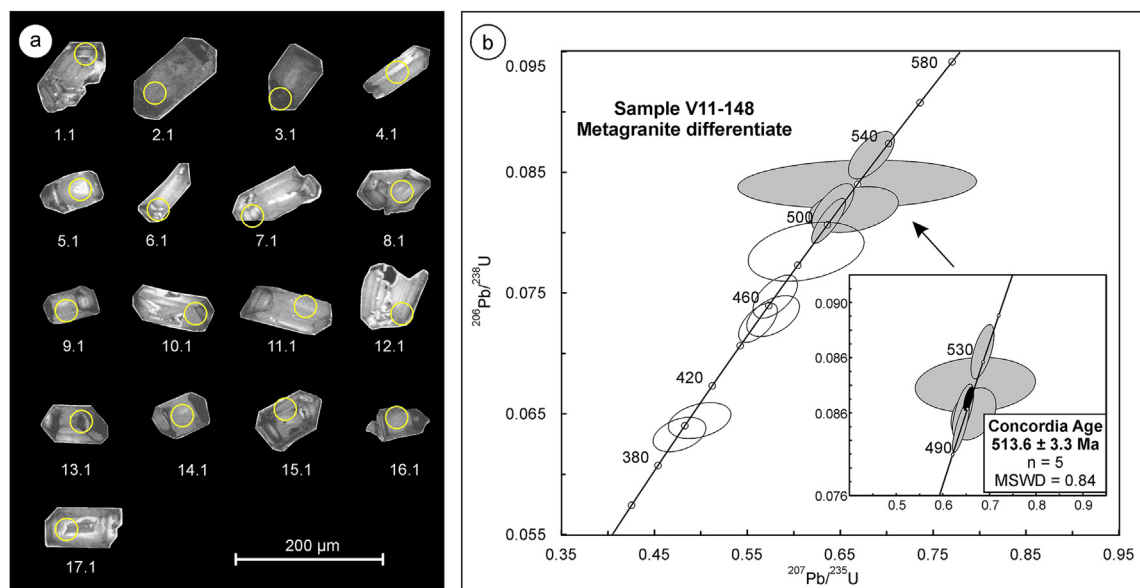 a
1.1 2.1 3.1 4.1
5.1 6.1 7.1 8.1
9.1 10.1 11.1 12.1
13.1 14.1 15.1 16.1
17.1
200 µm
b
Sample V11-148
Metagranite differentiate
0.095
0.085
0.075
0.065
0.055
206Pb/238U
580
540
500
460
420
380
0.35 0.45 0.55 0.65 0.75 0.85 0.95
207Pb/235U
0.090
0.086
0.086
0.076
530
490
0.5 0.6 0.7 0.8 0.9
Concordia Age
513.6 ± 3.3 Ma
n = 5
MSWD = 0.84